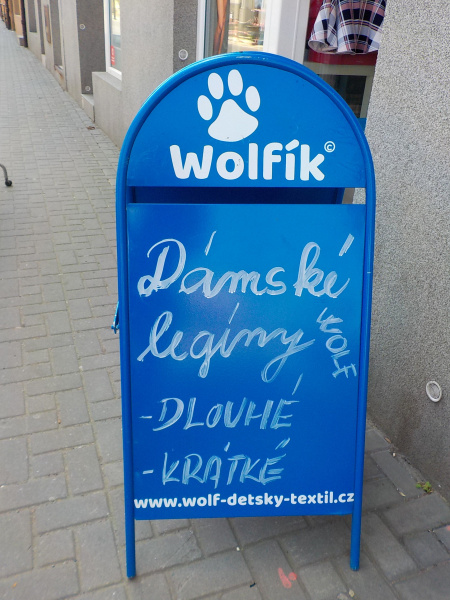 Wolfík©
Dámské
legíny WOLF
-DLOUHÉ
-KRÁTKÉ
www.wolf-detsky-textil.cz